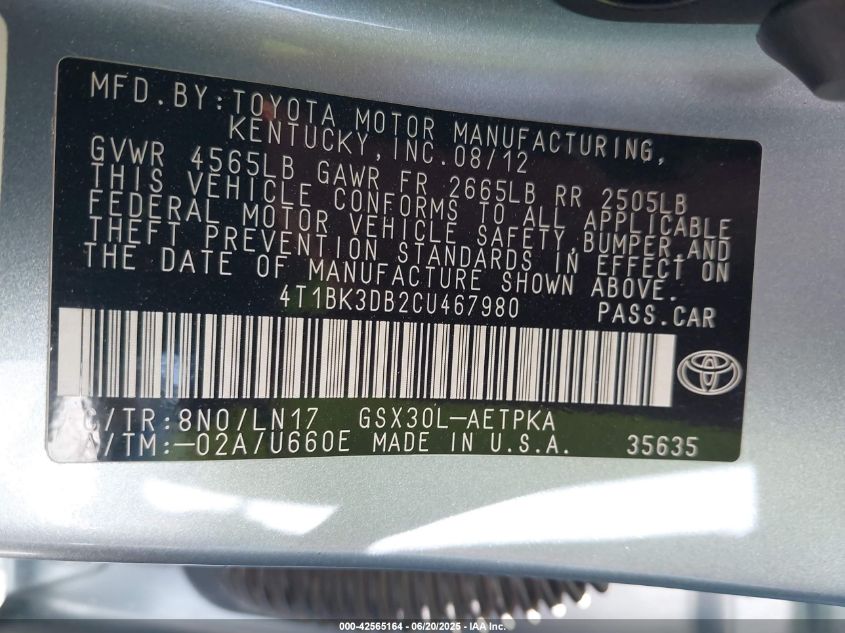 MFD.BY:TOYOTA MOTOR MANUFACTURING,
KENTUCKY,INC.08/12
GVWR 4565LB GAWR FR 2665LB RR 2505LB
THIS VEHICLE CONFORMS TO ALL APPLICABLE
FEDERAL MOTOR VEHICLE SAFETY,BUMPER,AND
THEFT PREVENTION STANDARDS IN EFFECT ON
THE DATE OF MANUFACTURE SHOWN ABOVE.
4T1BK3DB2CU467980 PASS.CAR
C/TR:8N0/LN17 GSX30L-AETPKA
A/TM:-02A/U660E MADE IN U.S.A. 35635
000-42565164 - 06/20/2025 - IAA Inc.